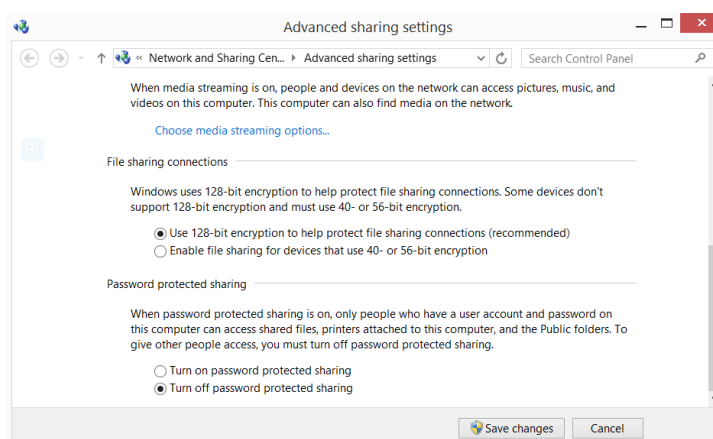 Advanced sharing settings
« Network and Sharing Cen... Advanced sharing settings Search Control Panel
When media streaming is on, people and devices on the network can access pictures, music, and
videos on this computer. This computer can also find media on the network.
Choose media streaming options...
File sharing connections
Windows uses 128-bit encryption to help protect file sharing connections. Some devices don't
support 128-bit encryption and must use 40- or 56-bit encryption.
Use 128-bit encryption to help protect file sharing connections (recommended)
Enable file sharing for devices that use 40- or 56-bit encryption
Password protected sharing
When password protected sharing is on, only people who have a user account and password on
this computer can access shared files, printers attached to this computer, and the Public folders. To
give other people access, you must turn off password protected sharing.
Turn on password protected sharing
Turn off password protected sharing
Save changes Cancel